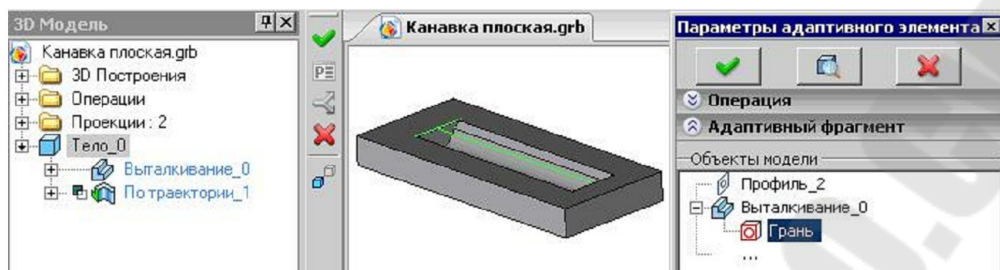 3D Модель
Канавка плоская.grb
3D Построения
Операции
Проекции : 2
Тело_0
Выталкивание_0
По траектории_1
Канавка плоская.grb
Параметры адаптивного элемента
Операция
Адаптивный фрагмент
Объекты модели
Профиль_2
Выталкивание_0
Грань
...